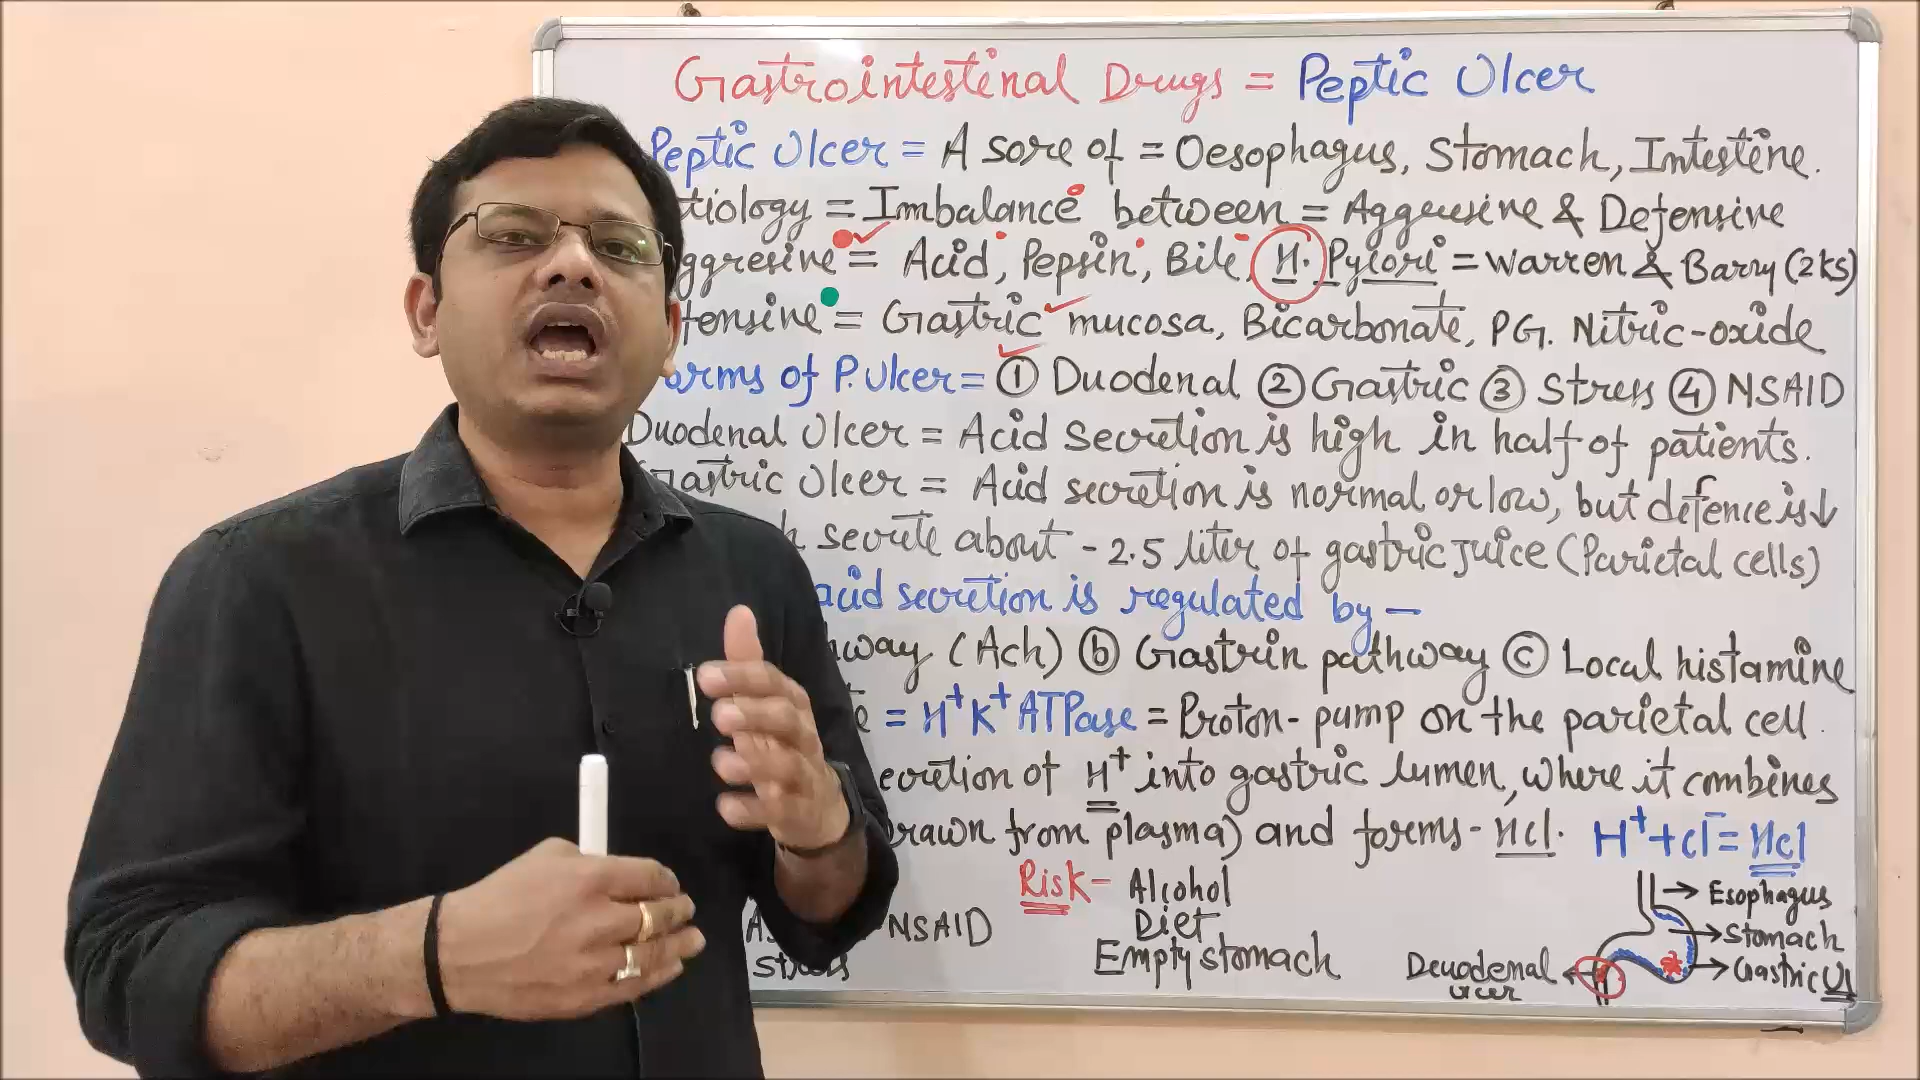 Gastrointestinal Drugs = Peptic Ulcer
Peptic Ulcer = A sore of = Oesophagus, Stomach, Intestine.
tiology = Imbalance between = Aggressive & Defensive
ggresive = Acid, Pepsin, Bile, H. Pylori = Warren & Barry (2ks)
fensive = Gastric mucosa, Bicarbonate, PG. Nitric-oxide
orms of P. Ulcer = ① Duodenal ② Gastric ③ Stress ④ NSAID
Duodenal Ulcer = Acid secretion is high in half of patients.
Gastric Ulcer = Acid secretion is normal or low, but defence is ↓
h secrete about - 2.5 liter of gastric juice (Parietal cells)
acid secretion is regulated by —
way (Ach) ⓑ Gastrin pathway ⓒ Local histamine
e = H⁺K⁺ATPase = Proton-pump on the parietal cell.
ecretion of H⁺ into gastric lumen, where it combines
drawn from plasma) and forms - Hcl. H⁺ + cl⁻ = Hcl
Risk - Alcohol
Diet
Empty stomach
NSAID
Stress
Esophagus
Stomach
Gastric Ul
Deuodenal
ulcer